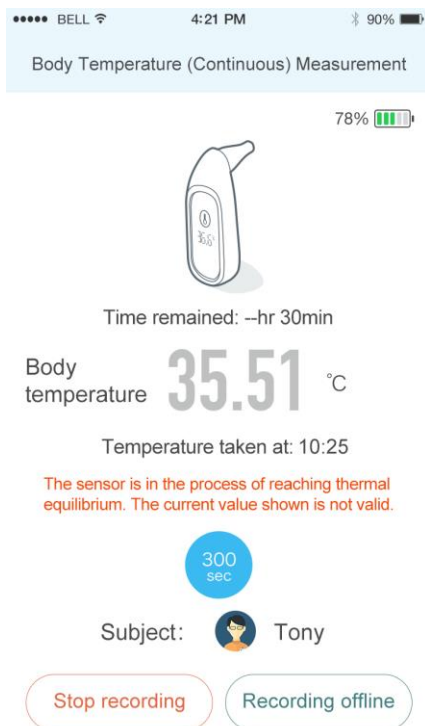 BELL 4:21 PM 90%
Body Temperature (Continuous) Measurement
78%
36.6°
Time remained: --hr 30min
Body
temperature 35.51 °C
Temperature taken at: 10:25
The sensor is in the process of reaching thermal
equilibrium. The current value shown is not valid.
300
sec
Subject: Tony
Stop recording Recording offline